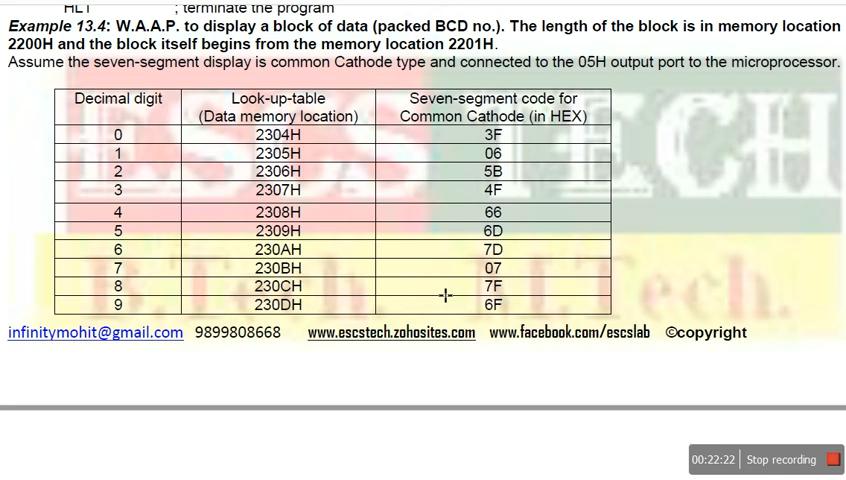 HLT ; terminate the program
Example 13.4: W.A.A.P. to display a block of data (packed BCD no.). The length of the block is in memory location
2200H and the block itself begins from the memory location 2201H.
Assume the seven-segment display is common Cathode type and connected to the 05H output port to the microprocessor.
Decimal digit Look-up-table (Data memory location) Seven-segment code for Common Cathode (in HEX)
0 2304H 3F
1 2305H 06
2 2306H 5B
3 2307H 4F
4 2308H 66
5 2309H 6D
6 230AH 7D
7 230BH 07
8 230CH 7F
9 230DH 6F
infinitymohit@gmail.com 9899808668 www.escstech.zohosites.com www.facebook.com/escslab ©copyright
ESCS TECH
B.Tech. M.Tech.
00:22:22 Stop recording